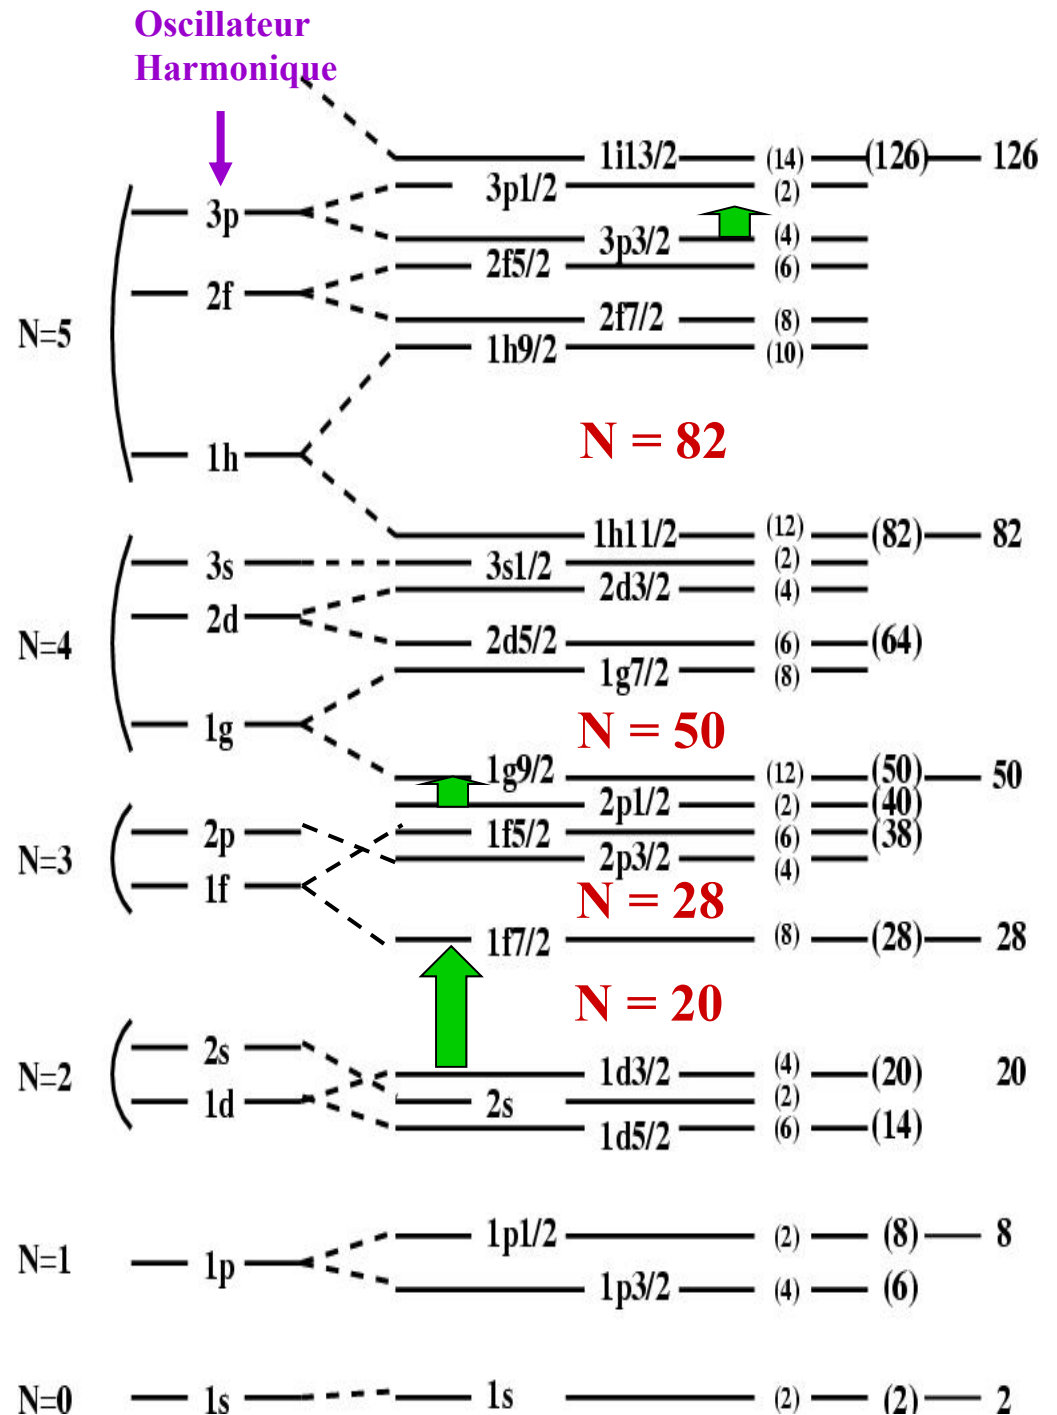 Oscillateur
Harmonique
1i13/2 (14) (126) 126
3p1/2 (2)
3p
3p3/2 (4)
2f5/2 (6)
2f
2f7/2 (8)
N=5
1h9/2 (10)
N = 82
1h
1h11/2 (12) (82) 82
3s 3s1/2 (2)
2d3/2 (4)
2d
N=4 2d5/2 (6) (64)
1g7/2 (8)
1g N = 50
1g9/2 (12) (50) 50
2p1/2 (2) (40)
2p 1f5/2 (6) (38)
N=3 2p3/2 (4)
1f N = 28
1f7/2 (8) (28) 28
N = 20
2s
N=2 1d3/2 (4) (20) 20
1d 2s (2)
1d5/2 (6) (14)
1p1/2 (2) (8) 8
N=1 1p
1p3/2 (4) (6)
N=0 1s 1s (2) (2) 2